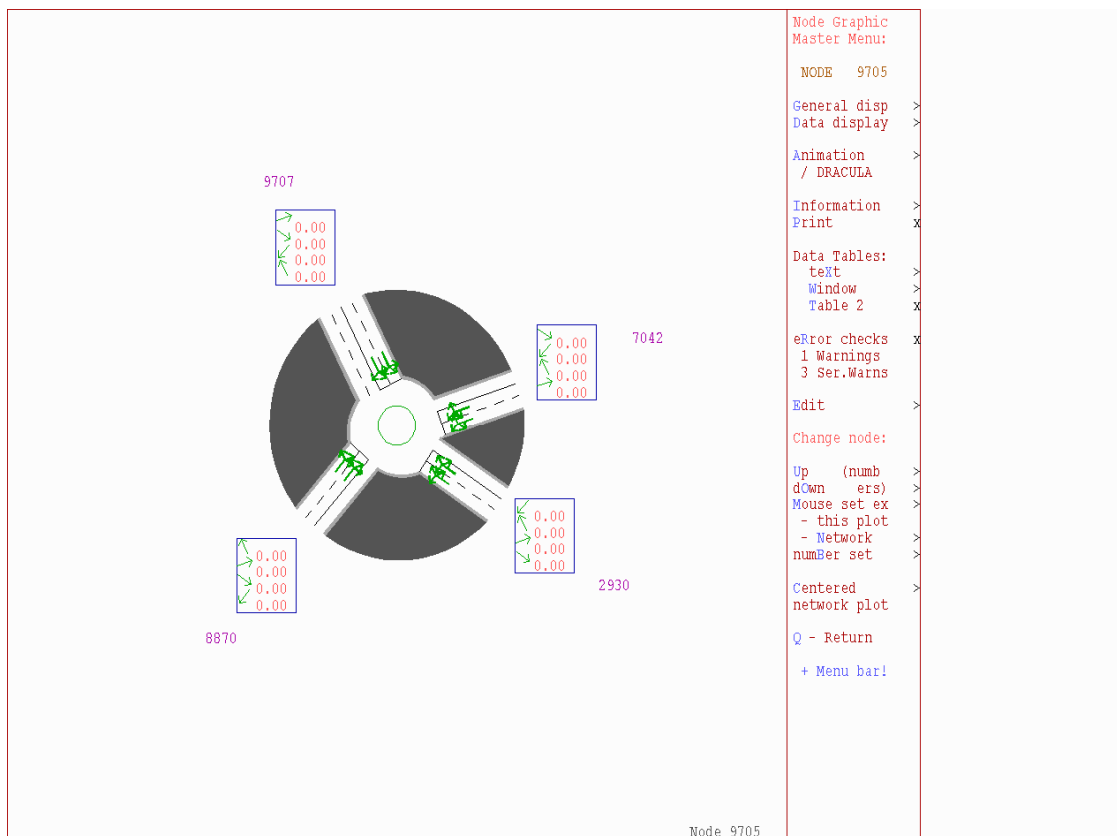 9707
0.00
0.00
0.00
0.00
7042
0.00
0.00
0.00
0.00
0.00
0.00
0.00
0.00
2930
0.00
0.00
0.00
0.00
8870
Node 9705
Node Graphic
Master Menu:
NODE 9705
General disp >
Data display >
Animation >
/ DRACULA
Information >
Print x
Data Tables:
teXt >
Window >
Table 2 x
eRror checks x
1 Warnings
3 Ser.Warns
Edit >
Change node:
Up (numb >
dOwn ers) >
Mouse set ex >
- this plot
- Network >
numBer set >
Centered >
network plot
Q - Return
+ Menu bar!